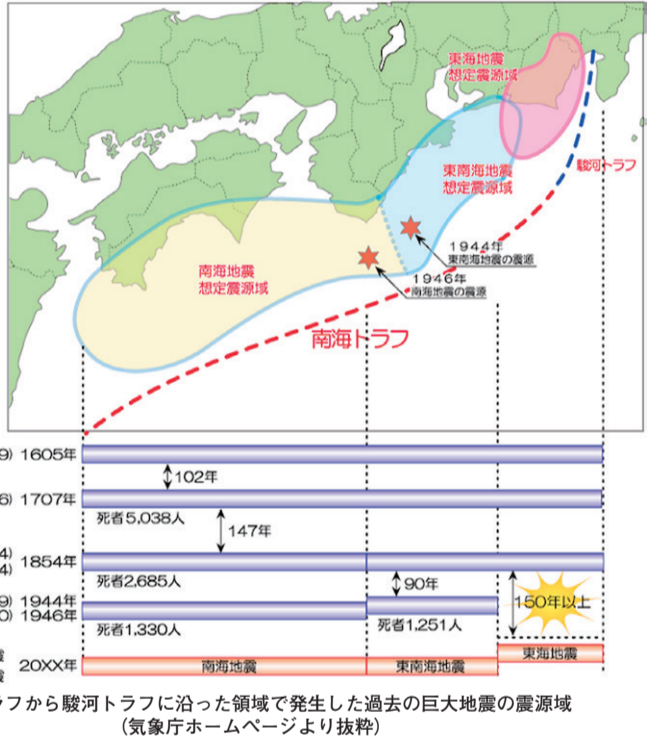 東海地震
想定震源域
駿河トラフ
東南海地震
想定震源域
1944年
東南海地震の震源
南海地震
想定震源域
1946年
南海地震の震源
南海トラフ
9) 1605年
102年
6) 1707年
死者5,038人
147年
4)
4) 1854年
死者2,685人
90年
150年以上
9) 1944年
0) 1946年
死者1,330人
死者1,251人
震
震
20XX年
南海地震
東南海地震
東海地震
ラフから駿河トラフに沿った領域で発生した過去の巨大地震の震源域
(気象庁ホームページより抜粋)